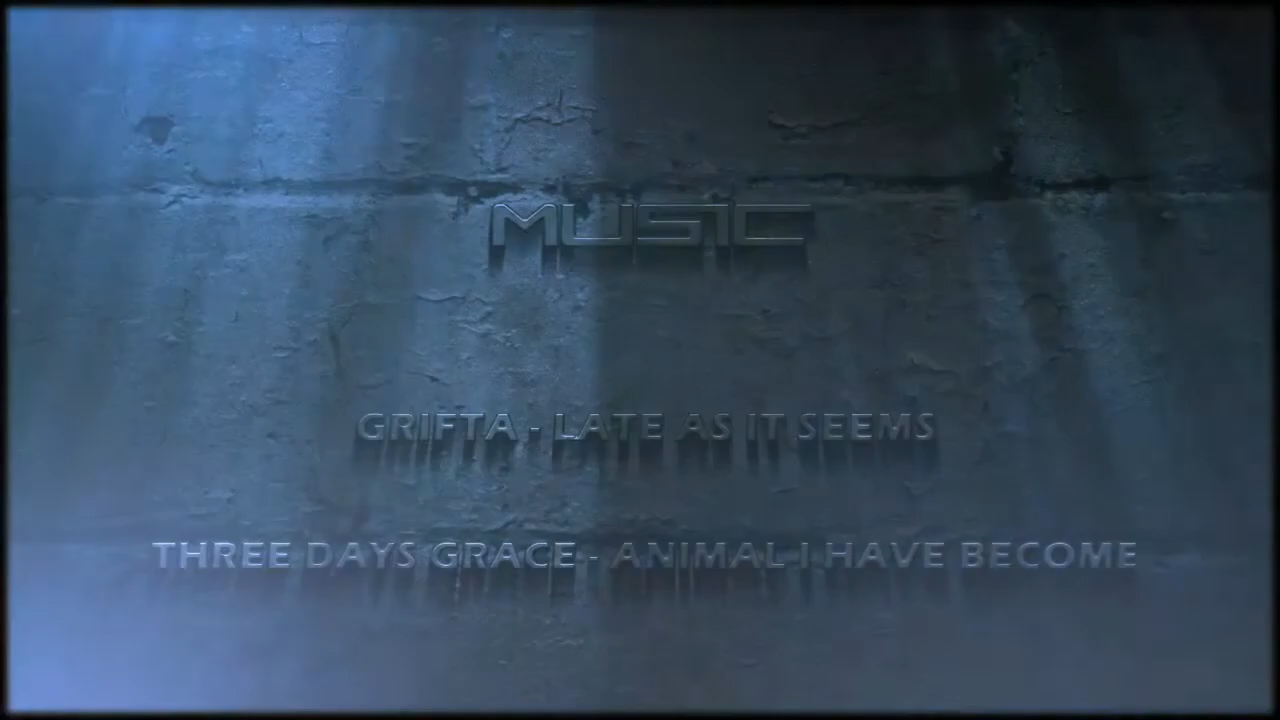 MUSIC
GRIFTA - LATE AS IT SEEMS
THREE DAYS GRACE - ANIMAL I HAVE BECOME